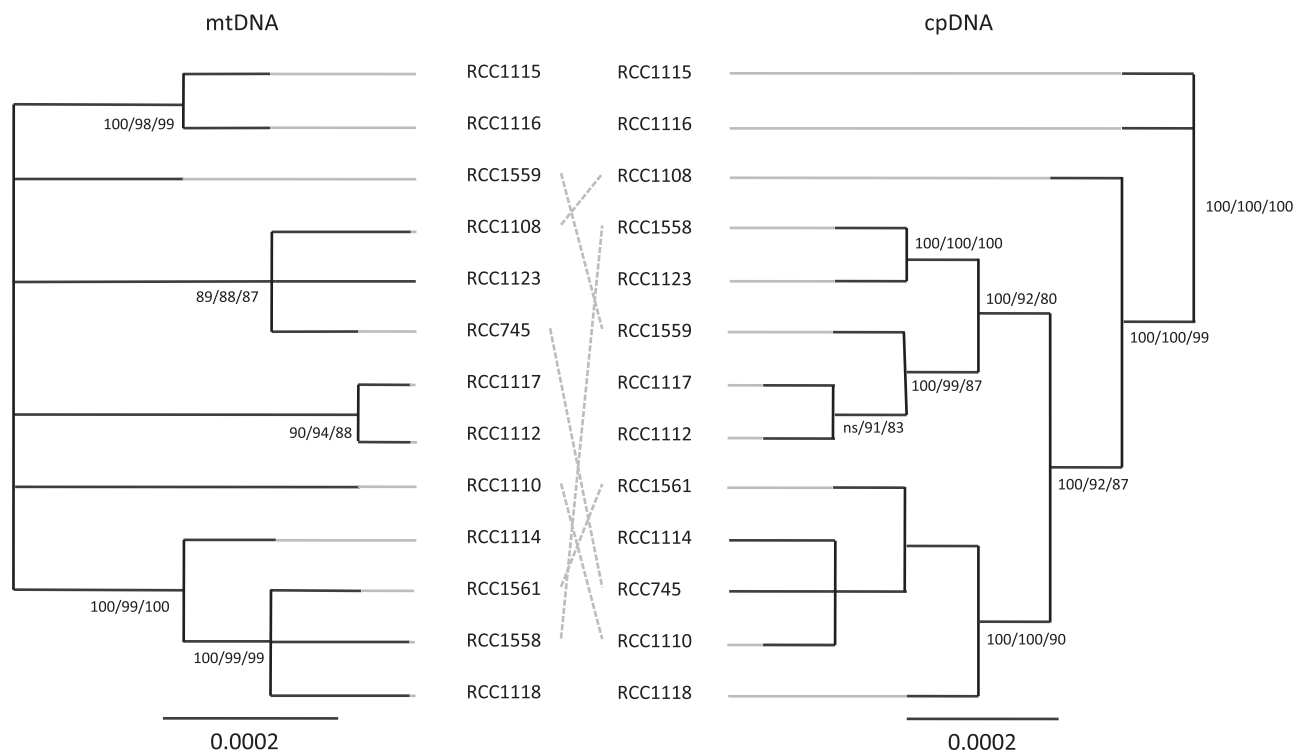 mtDNA
cpDNA
RCC1115
RCC1116
RCC1559
RCC1108
RCC1123
RCC745
RCC1117
RCC1112
RCC1110
RCC1114
RCC1561
RCC1558
RCC1118
100/98/99
89/88/87
90/94/88
100/99/100
100/99/99
0.0002
RCC1115
RCC1116
RCC1108
RCC1558
RCC1123
RCC1559
RCC1117
RCC1112
RCC1561
RCC1114
RCC745
RCC1110
RCC1118
100/100/100
100/100/100
100/92/80
100/100/99
100/99/87
ns/91/83
100/92/87
100/100/90
0.0002